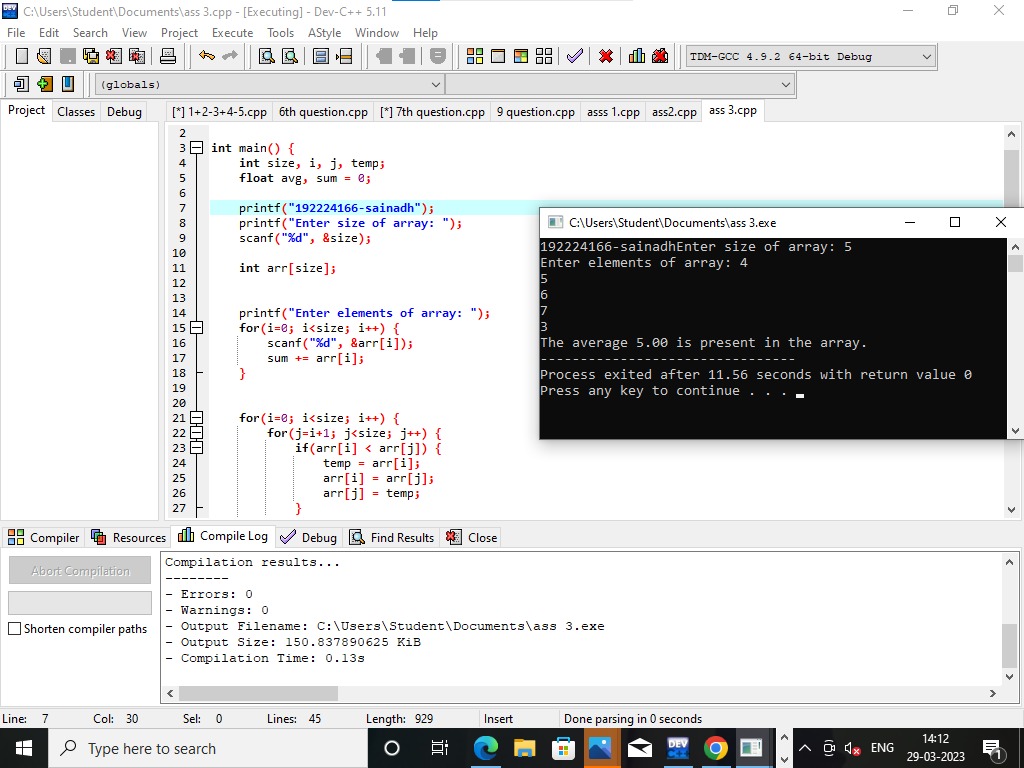 C:\Users\Student\Documents\ass 3.cpp - [Executing] - Dev-C++ 5.11
File Edit Search View Project Execute Tools AStyle Window Help
TDM-GCC 4.9.2 64-bit Debug
(globals)
Project Classes Debug
[*] 1+2-3+4-5.cpp 6th question.cpp [*] 7th question.cpp 9 question.cpp asss 1.cpp ass2.cpp ass 3.cpp
2
3 int main() {
4 int size, i, j, temp;
5 float avg, sum = 0;
6
7 printf("192224166-sainadh");
8 printf("Enter size of array: ");
9 scanf("%d", &size);
10
11 int arr[size];
12
13
14 printf("Enter elements of array: ");
15 for(i=0; i<size; i++) {
16 scanf("%d", &arr[i]);
17 sum += arr[i];
18 }
19
20
21 for(i=0; i<size; i++) {
22 for(j=i+1; j<size; j++) {
23 if(arr[i] < arr[j]) {
24 temp = arr[i];
25 arr[i] = arr[j];
26 arr[j] = temp;
27 }
C:\Users\Student\Documents\ass 3.exe
192224166-sainadhEnter size of array: 5
Enter elements of array: 4
5
6
7
3
The average 5.00 is present in the array.
--------------------------------
Process exited after 11.56 seconds with return value 0
Press any key to continue . . .
Compiler Resources Compile Log Debug Find Results Close
Abort Compilation
Shorten compiler paths
Compilation results...
--------
- Errors: 0
- Warnings: 0
- Output Filename: C:\Users\Student\Documents\ass 3.exe
- Output Size: 150.837890625 KiB
- Compilation Time: 0.13s
Line: 7 Col: 30 Sel: 0 Lines: 45 Length: 929 Insert Done parsing in 0 seconds
Type here to search
DEV
ENG
14:12
29-03-2023
1